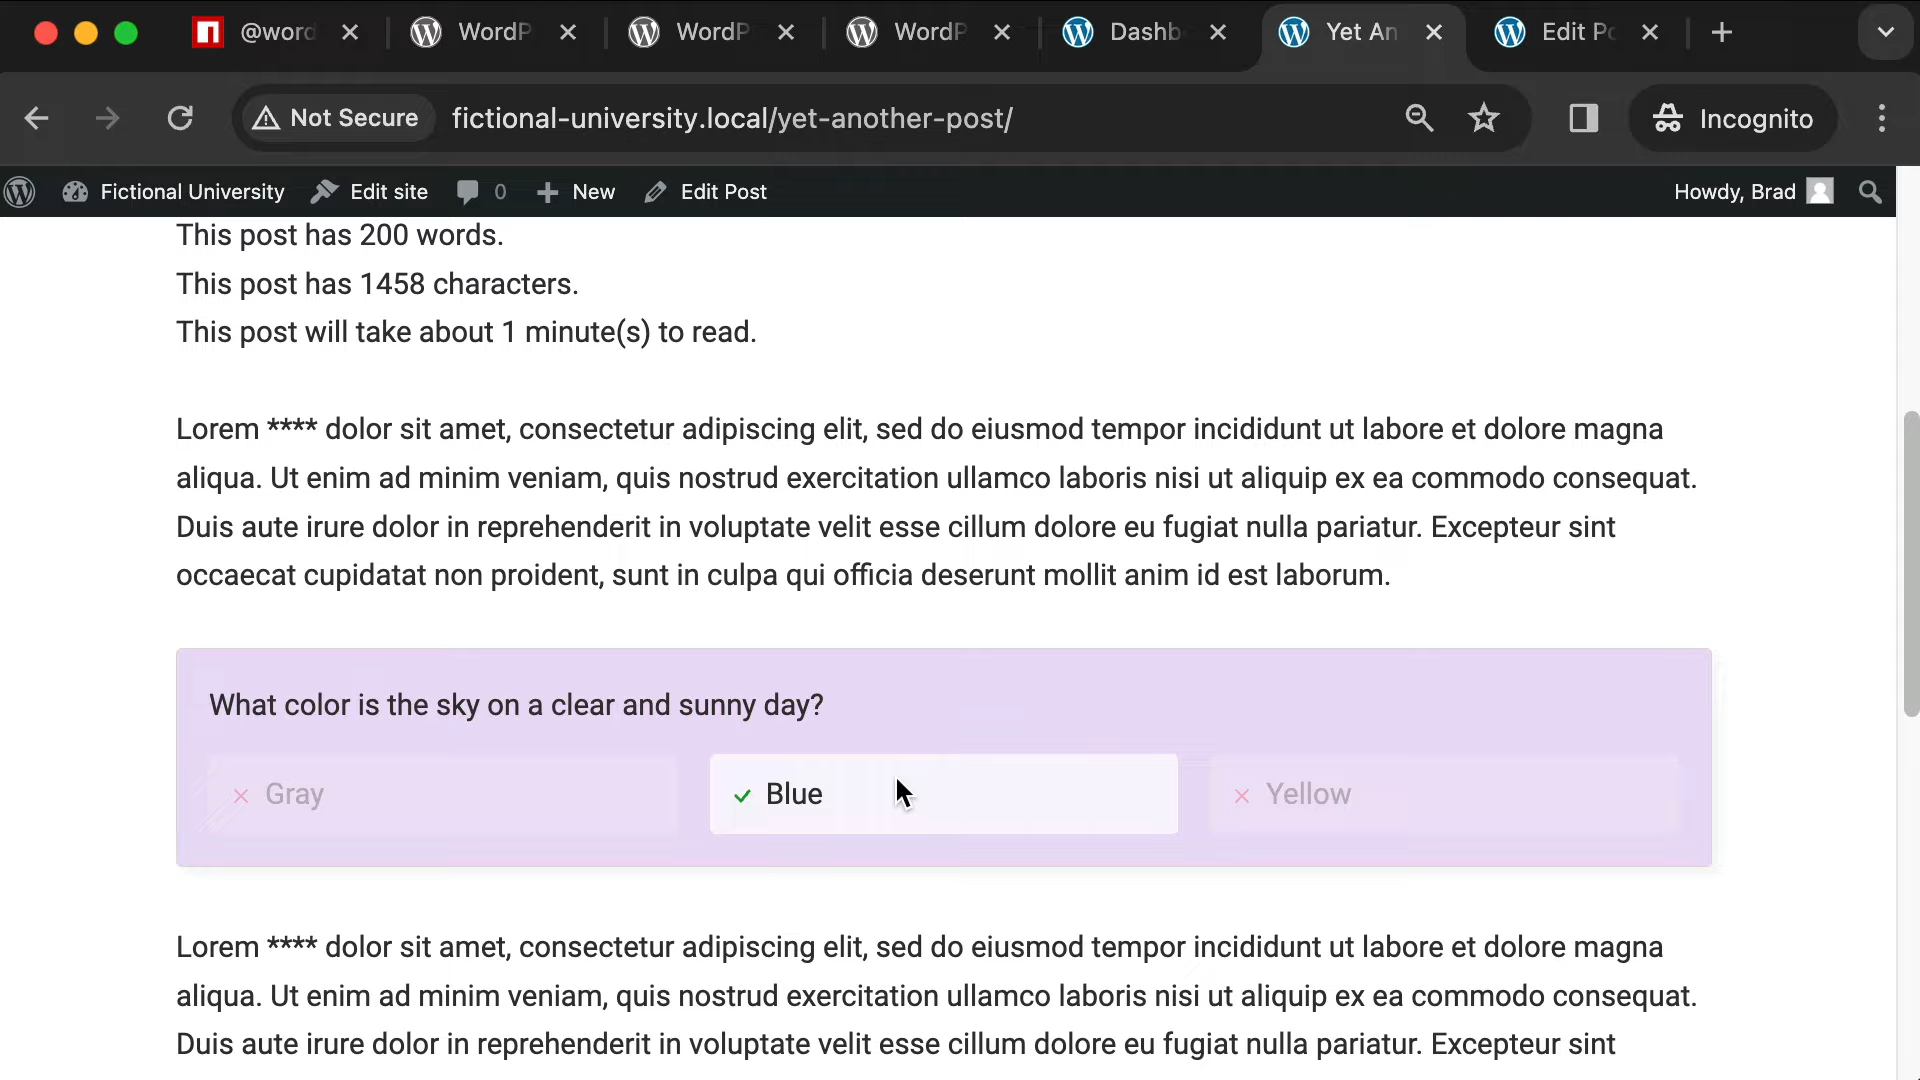 @word
WordP
WordP
WordP
Dashb
Yet An
Edit Po
Not Secure
fictional-university.local/yet-another-post/
Incognito
Fictional University
Edit site
0
New
Edit Post
Howdy, Brad
This post has 200 words.
This post has 1458 characters.
This post will take about 1 minute(s) to read.
Lorem **** dolor sit amet, consectetur adipiscing elit, sed do eiusmod tempor incididunt ut labore et dolore magna
aliqua. Ut enim ad minim veniam, quis nostrud exercitation ullamco laboris nisi ut aliquip ex ea commodo consequat.
Duis aute irure dolor in reprehenderit in voluptate velit esse cillum dolore eu fugiat nulla pariatur. Excepteur sint
occaecat cupidatat non proident, sunt in culpa qui officia deserunt mollit anim id est laborum.
What color is the sky on a clear and sunny day?
Gray
Blue
Yellow
Lorem **** dolor sit amet, consectetur adipiscing elit, sed do eiusmod tempor incididunt ut labore et dolore magna
aliqua. Ut enim ad minim veniam, quis nostrud exercitation ullamco laboris nisi ut aliquip ex ea commodo consequat.
Duis aute irure dolor in reprehenderit in voluptate velit esse cillum dolore eu fugiat nulla pariatur. Excepteur sint